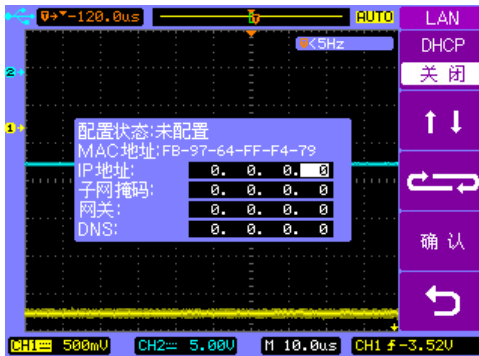 -120.0us
AUTO
LAN
<5Hz
DHCP
关 闭
2
1
配置状态:未配置
MAC地址:FB-97-64-FF-F4-79
IP地址: 0. 0. 0. 0
子网掩码: 0. 0. 0. 0
网关: 0. 0. 0. 0
DNS: 0. 0. 0. 0
确 认
CH1 500mV
CH2 5.00V
M 10.0us
CH1 -3.52V